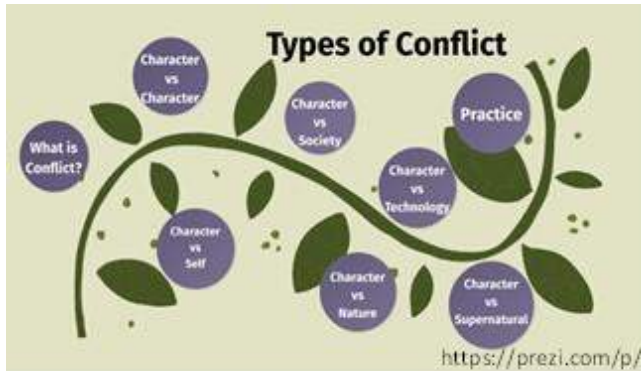 Types of Conflict
What is
Conflict?
Character
vs
Character
Character
vs
Self
Character
vs
Society
Character
vs
Nature
Character
vs
Technology
Character
vs
Supernatural
Practice
https://prezi.com/p/